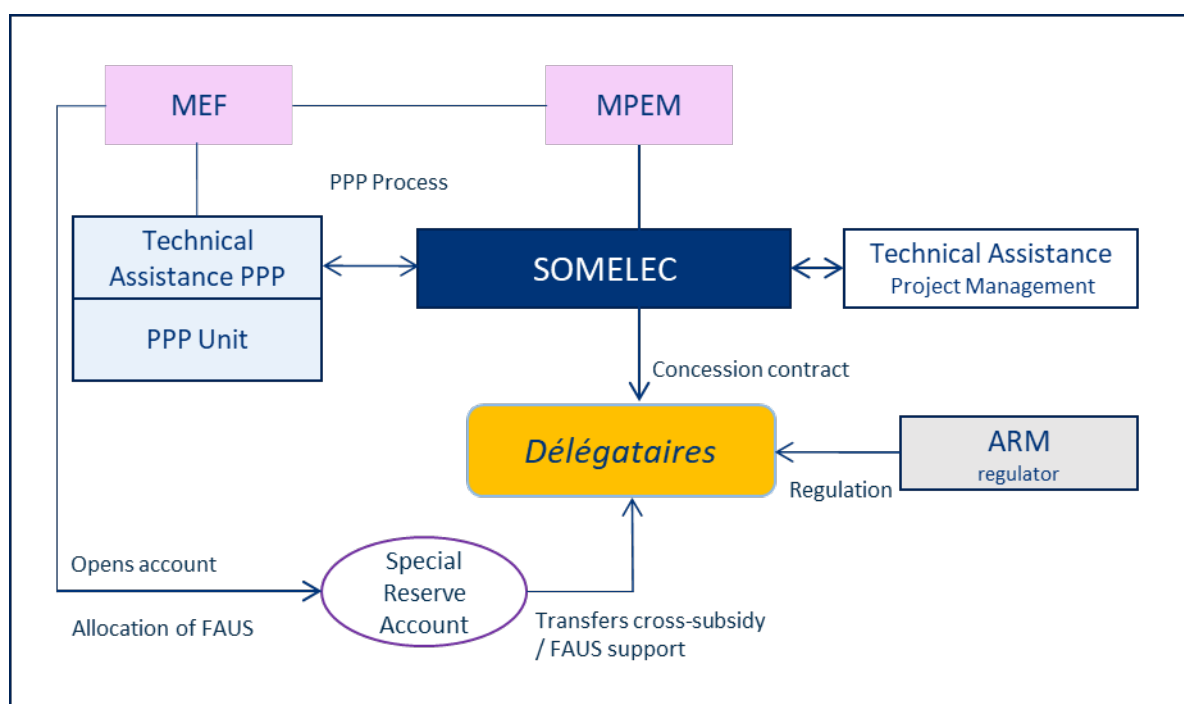 MEF
MPEM
PPP Process
Technical
Assistance PPP
PPP Unit
SOMELEC
Technical Assistance
Project Management
Concession contract
Délégataires
ARM
regulator
Regulation
Opens account
Allocation of FAUS
Special
Reserve
Account
Transfers cross-subsidy
/ FAUS support